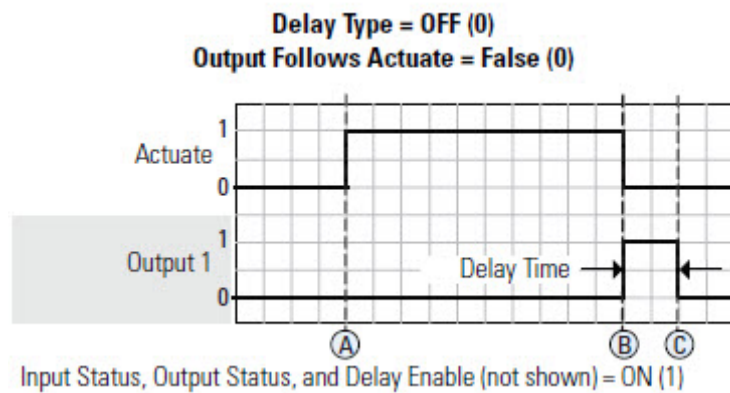 Delay Type = OFF (0)
Output Follows Actuate = False (0)
1
Actuate
0
1
Output 1
Delay Time
0
A B C
Input Status, Output Status, and Delay Enable (not shown) = ON (1)